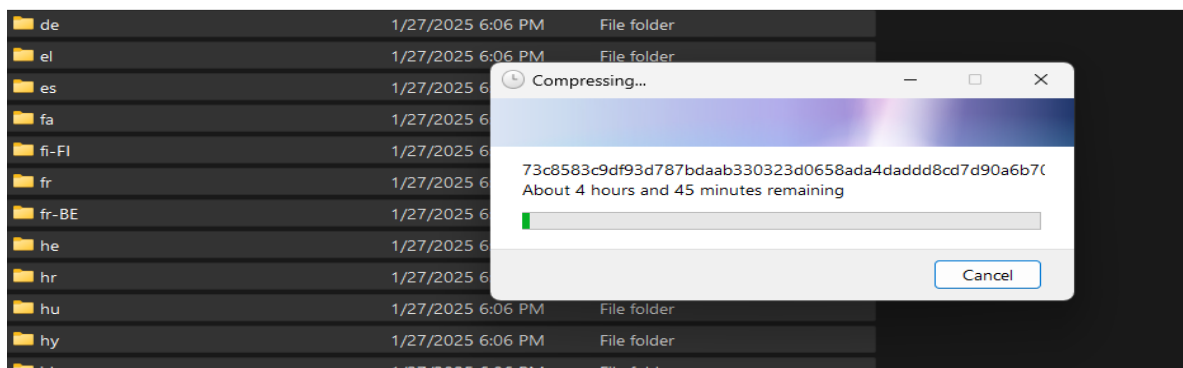 de 1/27/2025 6:06 PM File folder
el 1/27/2025 6:06 PM File folder
es 1/27/2025 6
fa 1/27/2025 6
fi-FI 1/27/2025 6
fr 1/27/2025 6
fr-BE 1/27/2025 6
he 1/27/2025 6
hr 1/27/2025 6
hu 1/27/2025 6:06 PM File folder
hy 1/27/2025 6:06 PM File folder
Compressing...
73c8583c9df93d787bdaab330323d0658ada4daddd8cd7d90a6b70
About 4 hours and 45 minutes remaining
Cancel